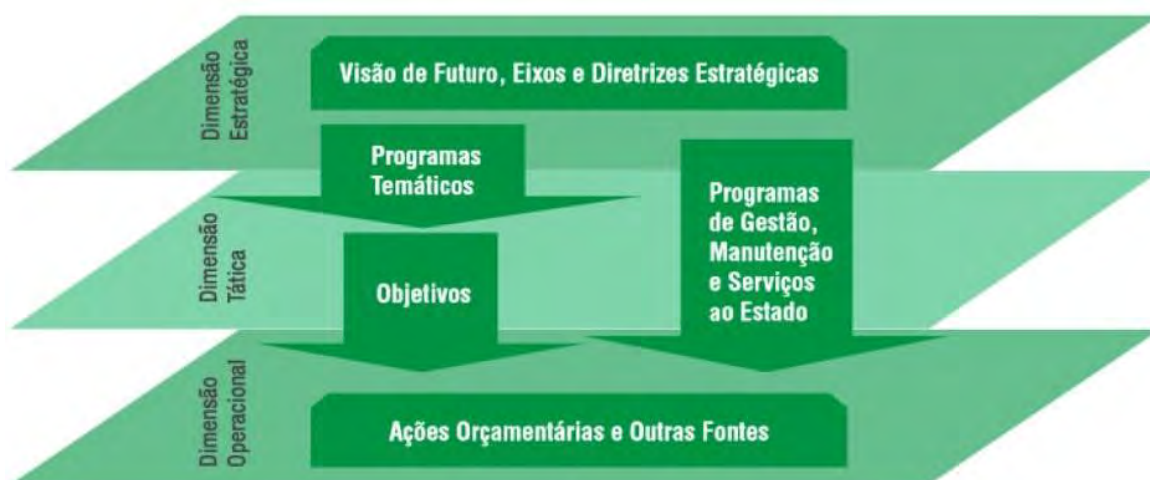 Dimensão
Estratégica
Visão de Futuro, Eixos e Diretrizes Estratégicas
Programas
Temáticos
Programas
de Gestão,
Manutenção
e Serviços
ao Estado
Dimensão
Tática
Objetivos
Dimensão
Operacional
Ações Orçamentárias e Outras Fontes